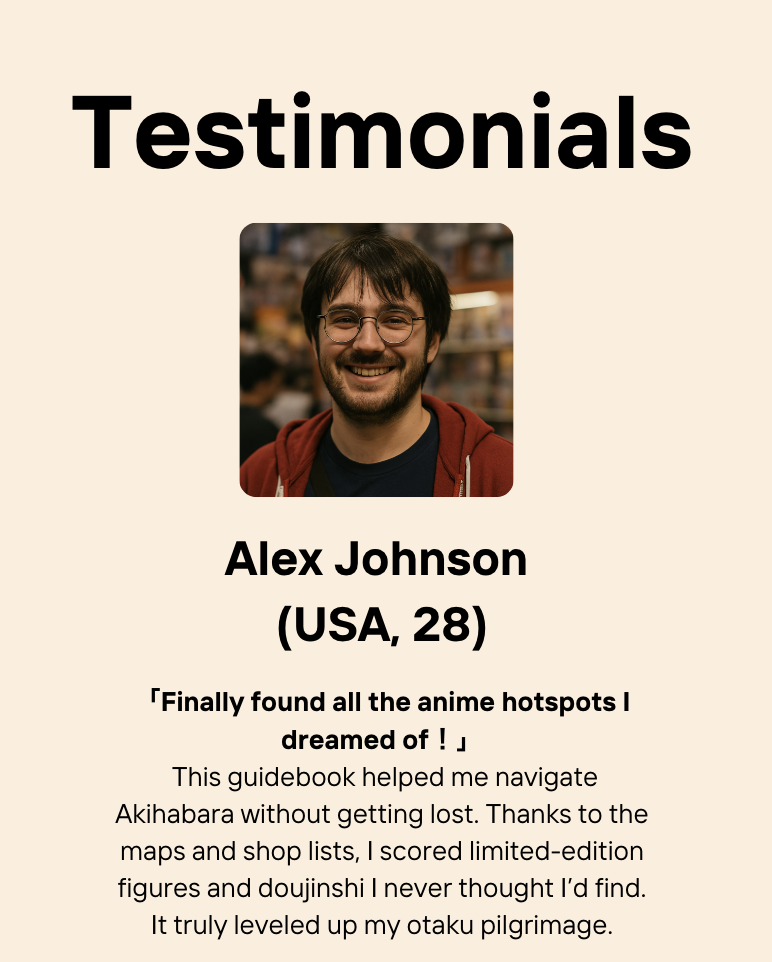 Testimonials
Alex Johnson
(USA, 28)
「Finally found all the anime hotspots I
dreamed of！」
This guidebook helped me navigate
Akihabara without getting lost. Thanks to the
maps and shop lists, I scored limited-edition
figures and doujinshi I never thought I’d find.
It truly leveled up my otaku pilgrimage.